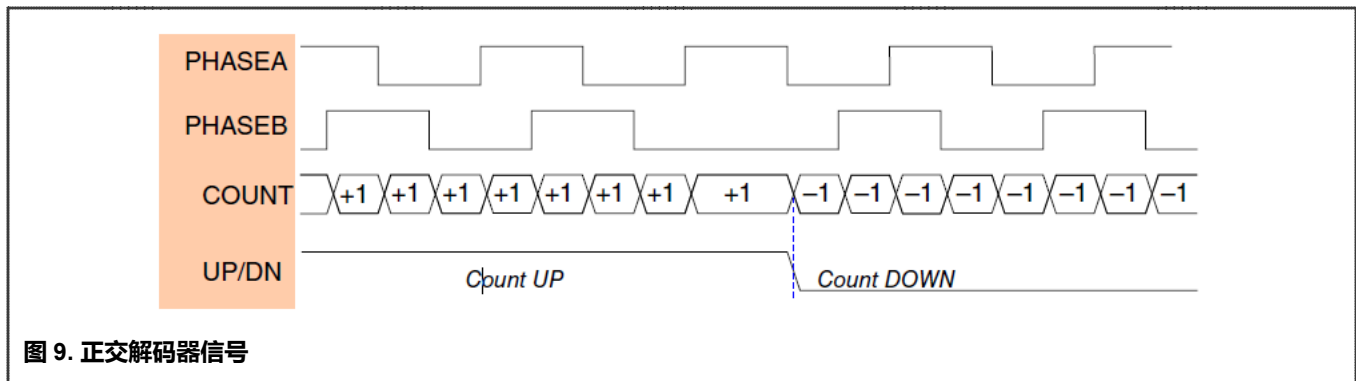 PHASEA
PHASEB
COUNT +1 +1 +1 +1 +1 +1 +1 +1 –1 –1 –1 –1 –1 –1 –1 –1
UP/DN Count UP Count DOWN
图 9. 正交解码器信号